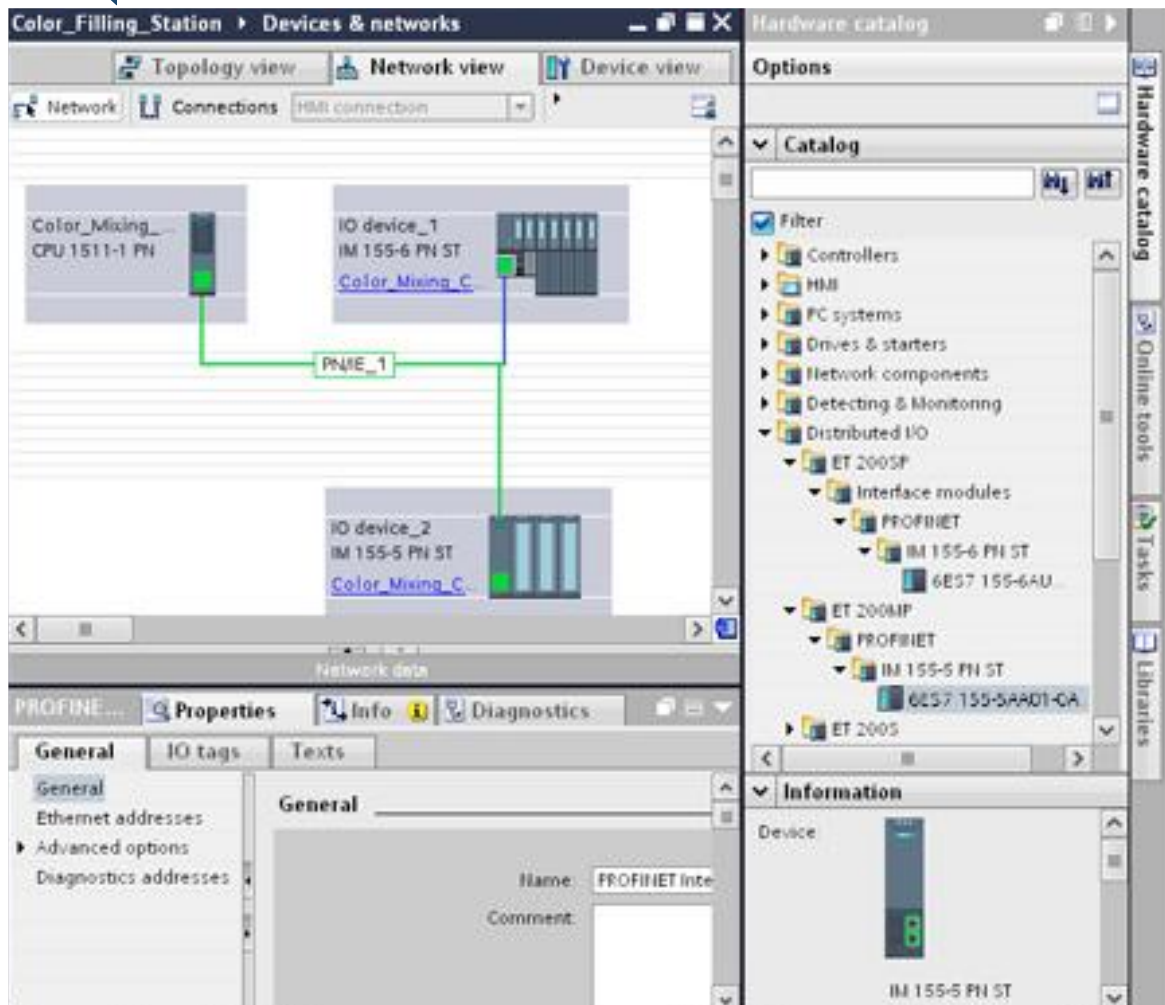 Color_Filling_Station ▸ Devices & networks
Topology view
Network view
Device view
Network
Connections
HMI connection
Color_Mixing_...
CPU 1511-1 PN
IO device_1
IM 155-6 PN ST
Color_Mixing_C...
PN/IE_1
IO device_2
IM 155-5 PN ST
Color_Mixing_C...
Network data
PROFINE...
Properties
Info
Diagnostics
General
IO tags
Texts
General
Ethernet addresses
Advanced options
Diagnostics addresses
General
Name:
PROFINET Inte
Comment:
Hardware catalog
Options
Catalog
Filter
Controllers
HMI
PC systems
Drives & starters
Network components
Detecting & Monitoring
Distributed I/O
ET 200SP
Interface modules
PROFINET
IM 155-6 PN ST
6ES7 155-6AU...
ET 200MP
PROFINET
IM 155-5 PN ST
6ES7 155-5AA01-0A
ET 200S
Information
Device:
IM 155-5 PN ST
Hardware catalog
Online tools
Tasks
Libraries